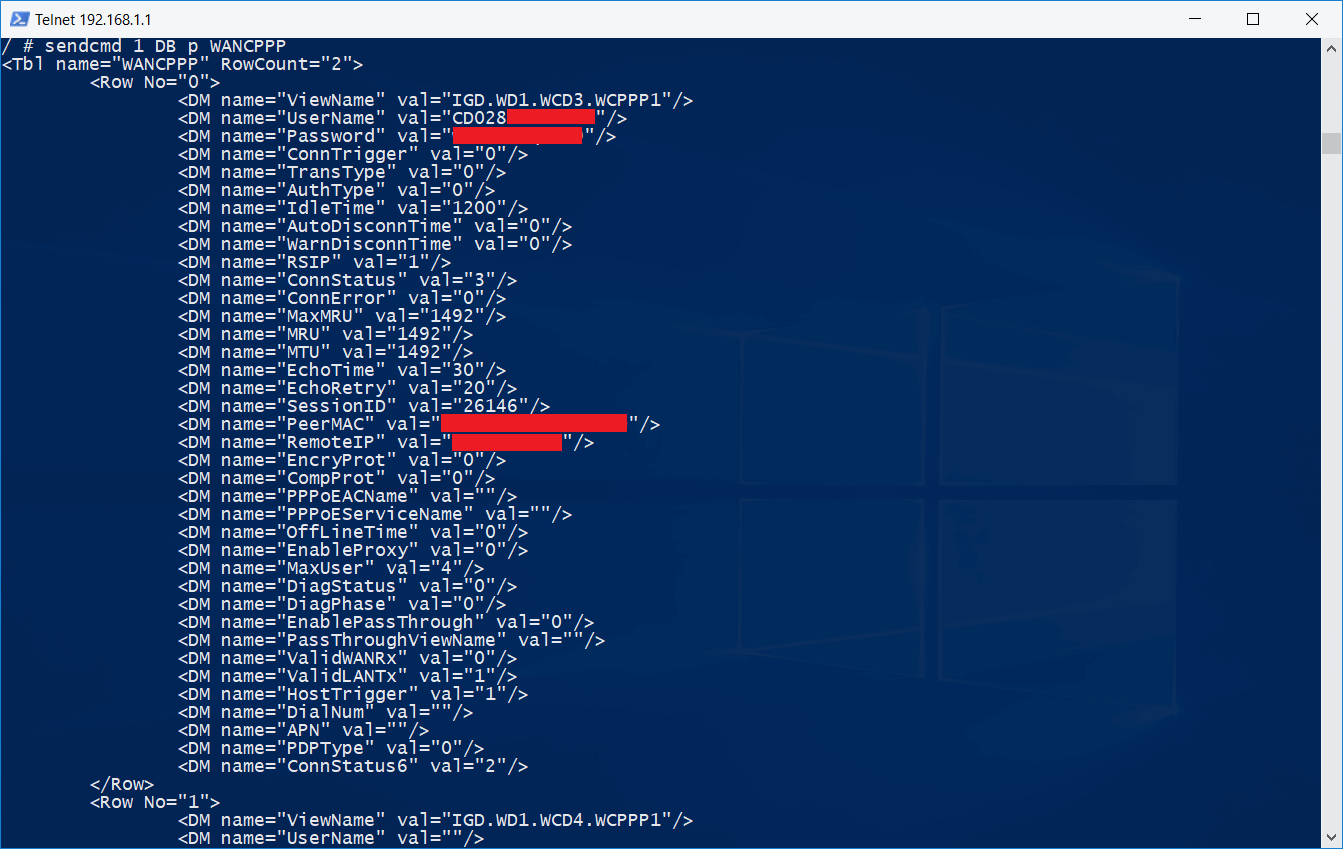 Telnet 192.168.1.1
/ # sendcmd 1 DB p WANCPPP
<Tbl name="WANCPPP" RowCount="2">
<Row No="0">
<DM name="ViewName" val="IGD.WD1.WCD3.WCPPP1"/>
<DM name="UserName" val="CD028"/>
<DM name="Password" val=""/>
<DM name="ConnTrigger" val="0"/>
<DM name="TransType" val="0"/>
<DM name="AuthType" val="0"/>
<DM name="IdleTime" val="1200"/>
<DM name="AutoDisconnTime" val="0"/>
<DM name="WarnDisconnTime" val="0"/>
<DM name="RSIP" val="1"/>
<DM name="ConnStatus" val="3"/>
<DM name="ConnError" val="0"/>
<DM name="MaxMRU" val="1492"/>
<DM name="MRU" val="1492"/>
<DM name="MTU" val="1492"/>
<DM name="EchoTime" val="30"/>
<DM name="EchoRetry" val="20"/>
<DM name="SessionID" val="26146"/>
<DM name="PeerMAC" val=""/>
<DM name="RemoteIP" val=""/>
<DM name="EncryProt" val="0"/>
<DM name="CompProt" val="0"/>
<DM name="PPPoEACName" val=""/>
<DM name="PPPoEServiceName" val=""/>
<DM name="OffLineTime" val="0"/>
<DM name="EnableProxy" val="0"/>
<DM name="MaxUser" val="4"/>
<DM name="DiagStatus" val="0"/>
<DM name="DiagPhase" val="0"/>
<DM name="EnablePassThrough" val="0"/>
<DM name="PassThroughViewName" val=""/>
<DM name="ValidWANRx" val="0"/>
<DM name="ValidLANTx" val="1"/>
<DM name="HostTrigger" val="1"/>
<DM name="DialNum" val=""/>
<DM name="APN" val=""/>
<DM name="PDPType" val="0"/>
<DM name="ConnStatus6" val="2"/>
</Row>
<Row No="1">
<DM name="ViewName" val="IGD.WD1.WCD4.WCPPP1"/>
<DM name="UserName" val=""/>